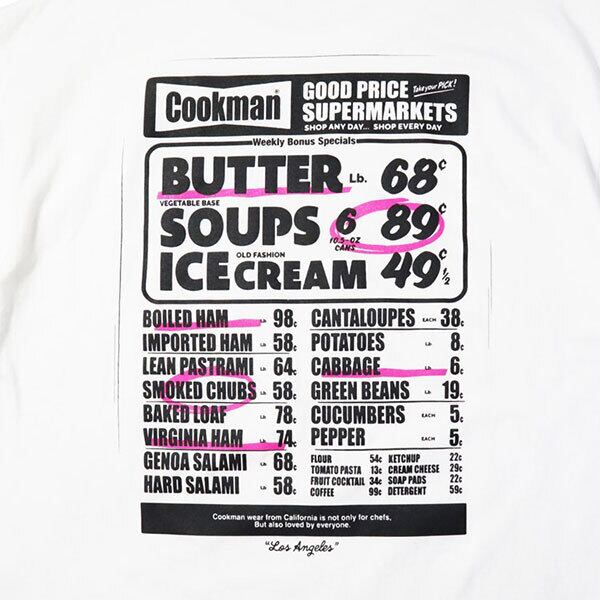 Cookman®
GOOD PRICE Take your PICK!
SUPERMARKETS
SHOP ANY DAY... SHOP EVERY DAY
Weekly Bonus Specials
BUTTER Lb. 68¢
VEGETABLE BASE
SOUPS 6 10.5-OZ CANS 89¢
OLD FASHION
ICE CREAM 49¢ 1/2
BOILED HAM Lb 98¢
IMPORTED HAM Lb 58¢
LEAN PASTRAMI Lb 64¢
SMOKED CHUBS Lb 58¢
BAKED LOAF Lb 78¢
VIRGINIA HAM Lb 74¢
GENOA SALAMI Lb 68¢
HARD SALAMI Lb 58¢
CANTALOUPES EACH 38¢
POTATOES Lb 8¢
CABBAGE Lb 6¢
GREEN BEANS Lb 19¢
CUCUMBERS EACH 5¢
PEPPER EACH 5¢
FLOUR 54¢
TOMATO PASTA 13¢
FRUIT COCKTAIL 34¢
COFFEE 99¢
KETCHUP 22¢
CREAM CHEESE 29¢
SOAP PADS 22¢
DETERGENT 59¢
Cookman wear from California is not only for chefs,
But also loved by everyone.
"Los Angeles"